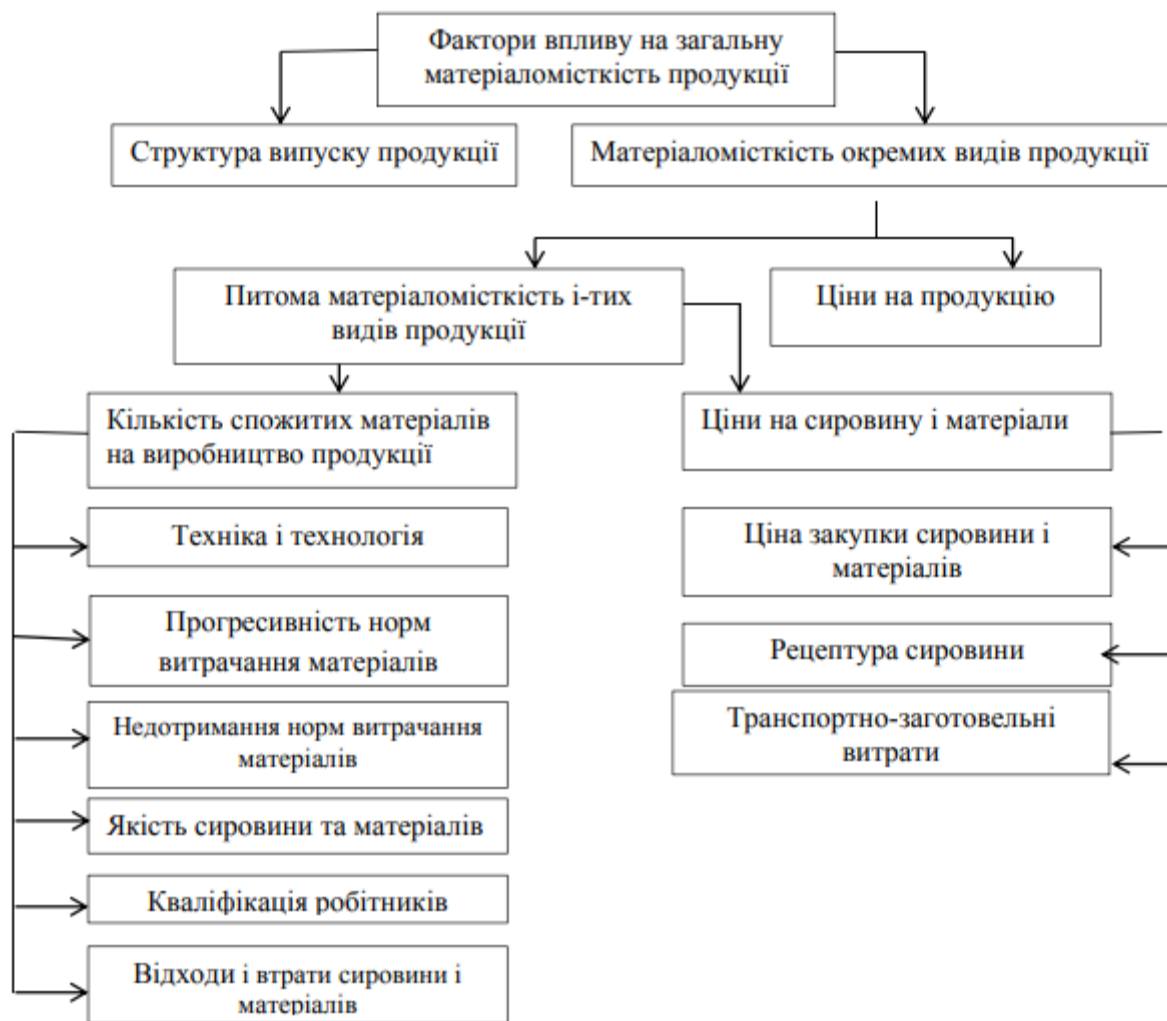 Фактори впливу на загальну
матеріаломісткість продукції
Структура випуску продукції
Матеріаломісткість окремих видів продукції
Питома матеріаломісткість і-тих
видів продукції
Ціни на продукцію
Кількість спожитих матеріалів
на виробництво продукції
Ціни на сировину і матеріали
Техніка і технологія
Ціна закупки сировини і
матеріалів
Прогресивність норм
витрачання матеріалів
Рецептура сировини
Недотримання норм витрачання
матеріалів
Транспортно-заготовельні
витрати
Якість сировини та матеріалів
Кваліфікація робітників
Відходи і втрати сировини і
матеріалів